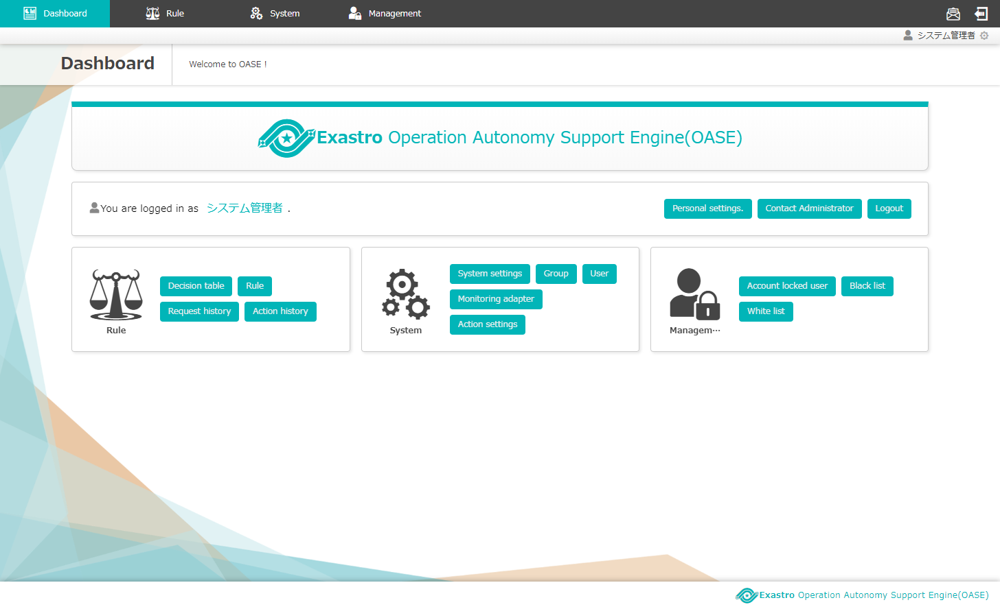 Dashboard Rule System Management
システム管理者
Dashboard Welcome to OASE !
Exastro Operation Autonomy Support Engine(OASE)
You are logged in as システム管理者 . Personal settings. Contact Administrator Logout
Decision table Rule
Request history Action history
Rule
System settings Group User
Monitoring adapter
Action settings
System
Account locked user Black list
White list
Managem…
Exastro Operation Autonomy Support Engine(OASE)